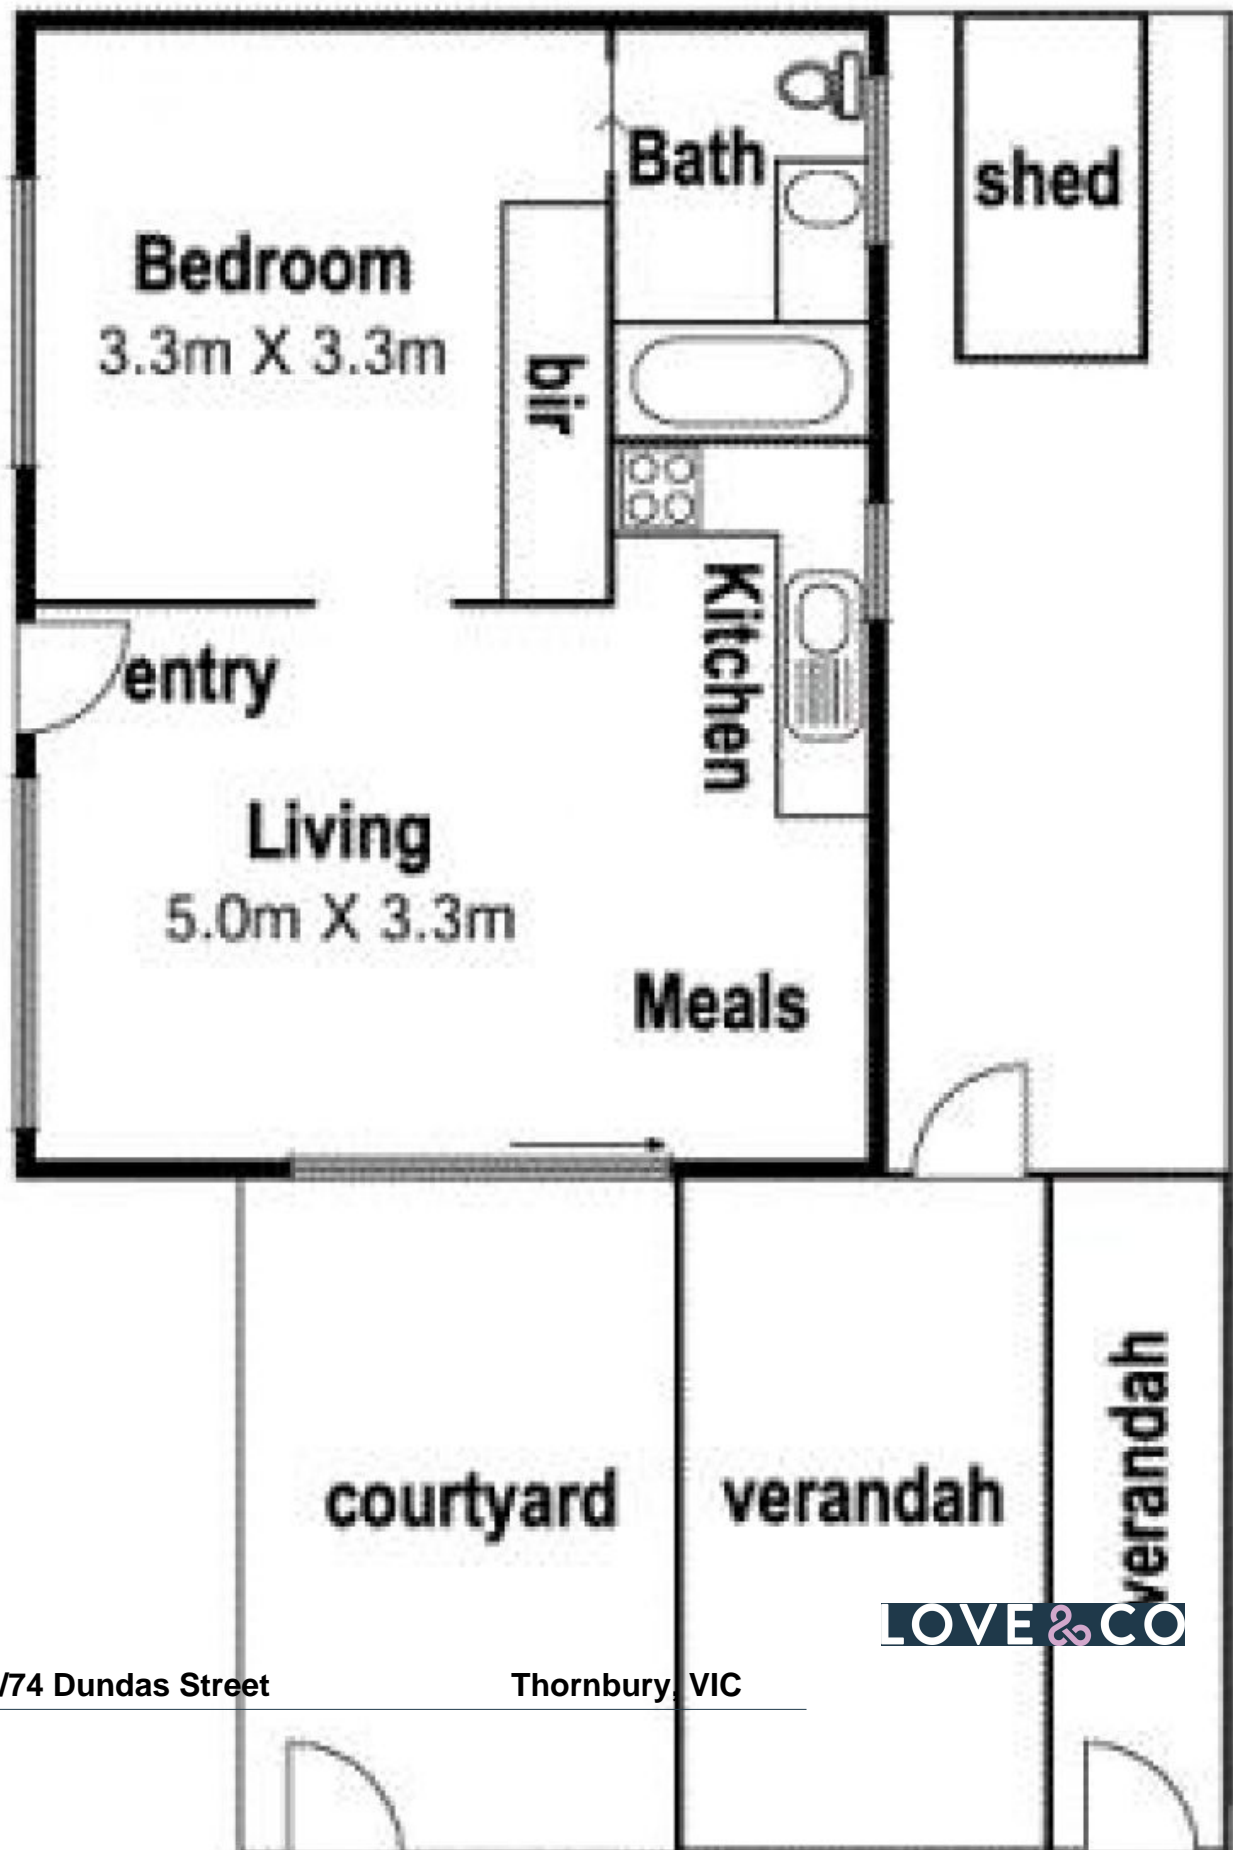 Bath
shed
Bedroom
3.3m X 3.3m
bir
Kitchen
entry
Living
5.0m X 3.3m
Meals
courtyard
verandah
verandah
LOVE & CO
/74 Dundas Street Thornbury, VIC